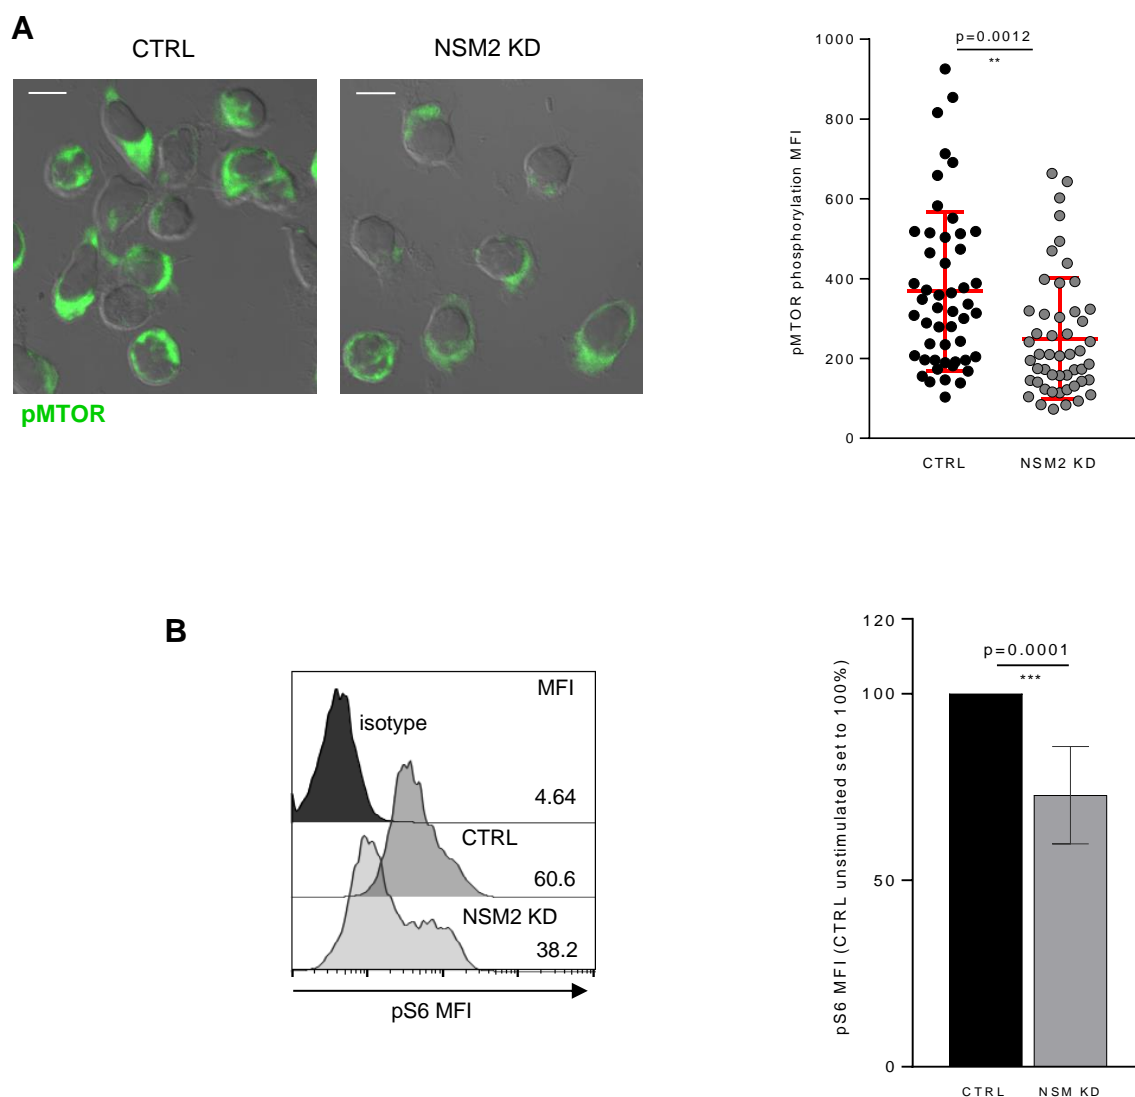 A
CTRL
NSM2 KD
pMTOR
pMTOR phosphorylation MFI
1000
800
600
400
200
0
p=0.0012
**
CTRL
NSM2 KD
B
MFI
isotype
4.64
CTRL
60.6
NSM2 KD
38.2
pS6 MFI
pS6 MFI (CTRL unstimulated set to 100%)
120
100
50
0
p=0.0001
***
CTRL
NSM KD